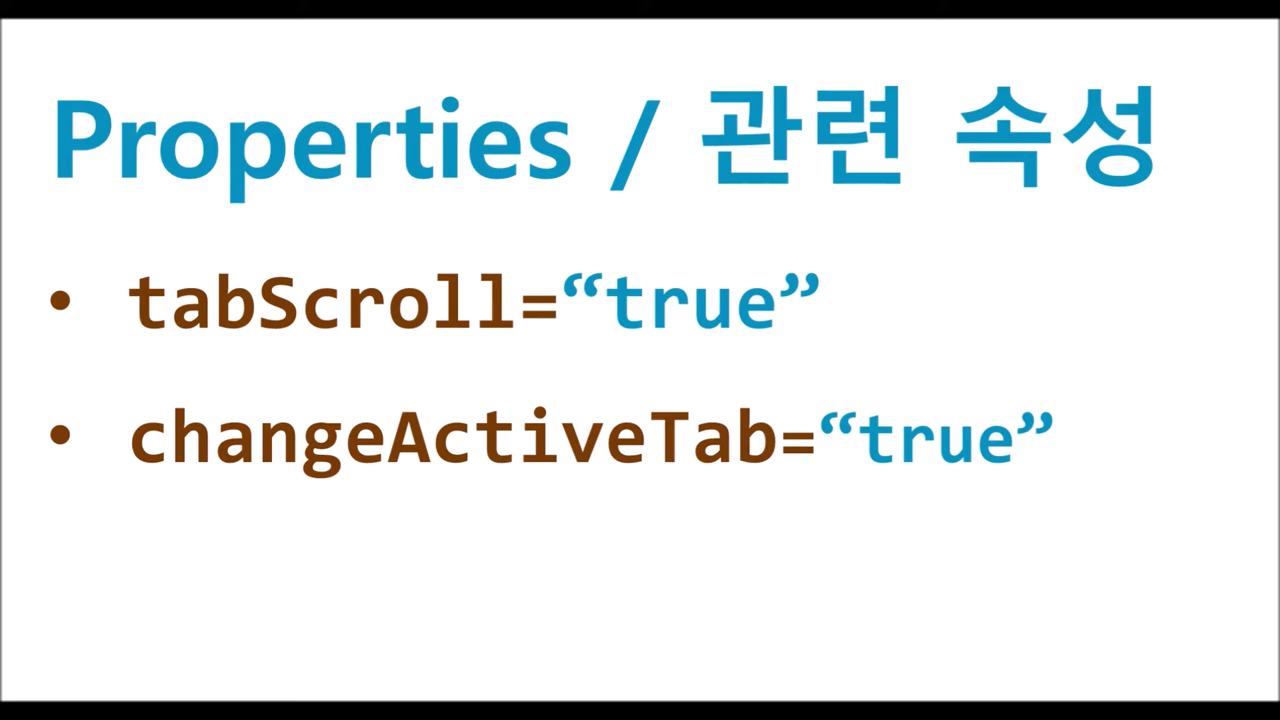 Properties / 관련 속성
• tabScroll=“true”
• changeActiveTab=“true”